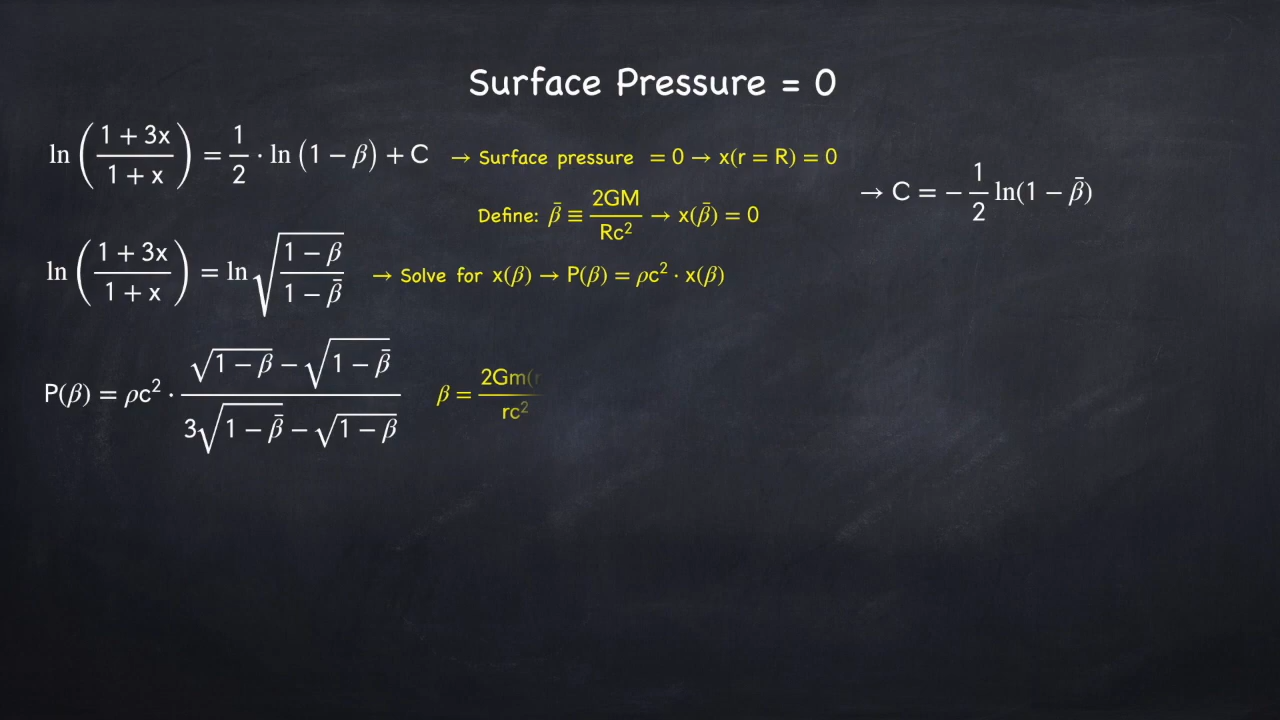 Surface Pressure = 0
ln ( (1 + 3x) / (1 + x) ) = 1/2 · ln (1 − β) + C → Surface pressure = 0 → x(r = R) = 0
→ C = − 1/2 ln(1 − β̄)
Define: β̄ ≡ 2GM / Rc² → x(β̄) = 0
ln ( (1 + 3x) / (1 + x) ) = ln √( (1 − β) / (1 − β̄) ) → Solve for x(β) → P(β) = ρc² · x(β)
P(β) = ρc² · ( √(1 − β) − √(1 − β̄) ) / ( 3√(1 − β̄) − √(1 − β) ) β = 2Gm(r / rc²